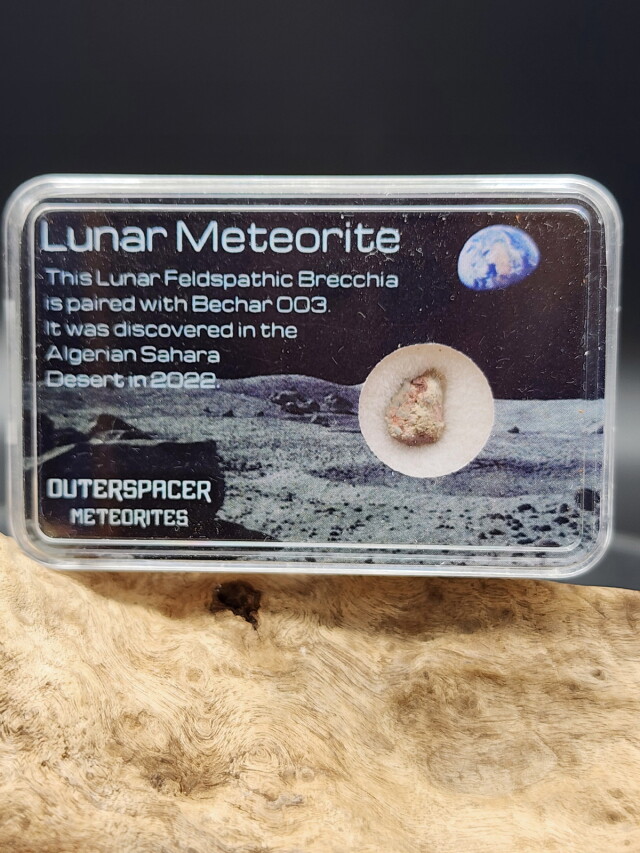 Lunar Meteorite
This Lunar Feldspathic Brecchia
is paired with Bechar 003.
It was discovered in the
Algerian Sahara
Desert in 2022.
OUTERSPACER
METEORITES